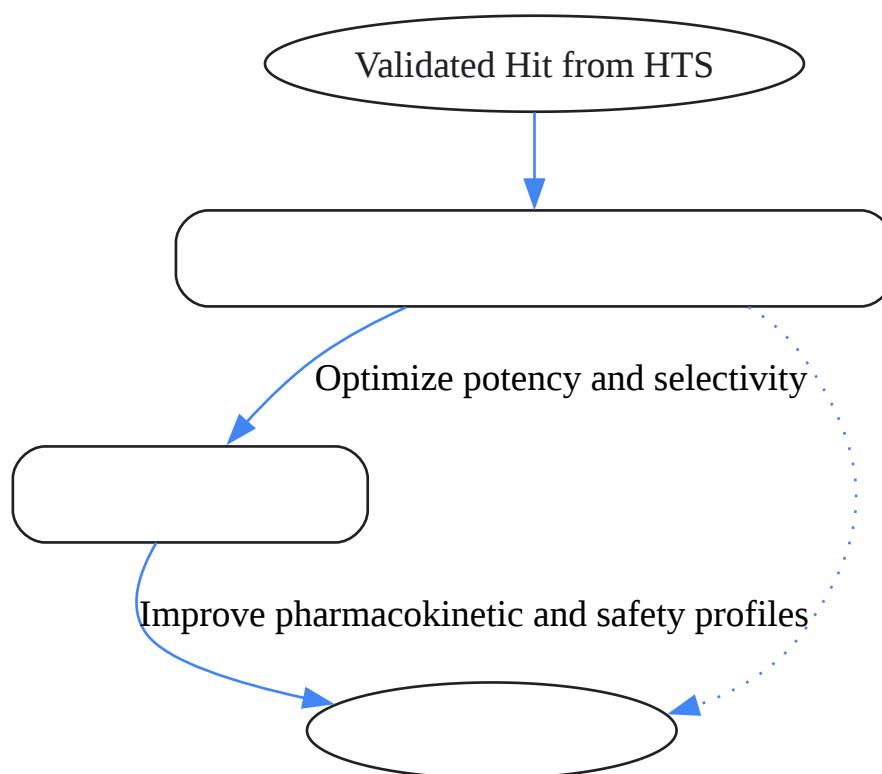 Validated Hit from HTS
Optimize potency and selectivity
Improve pharmacokinetic and safety profiles